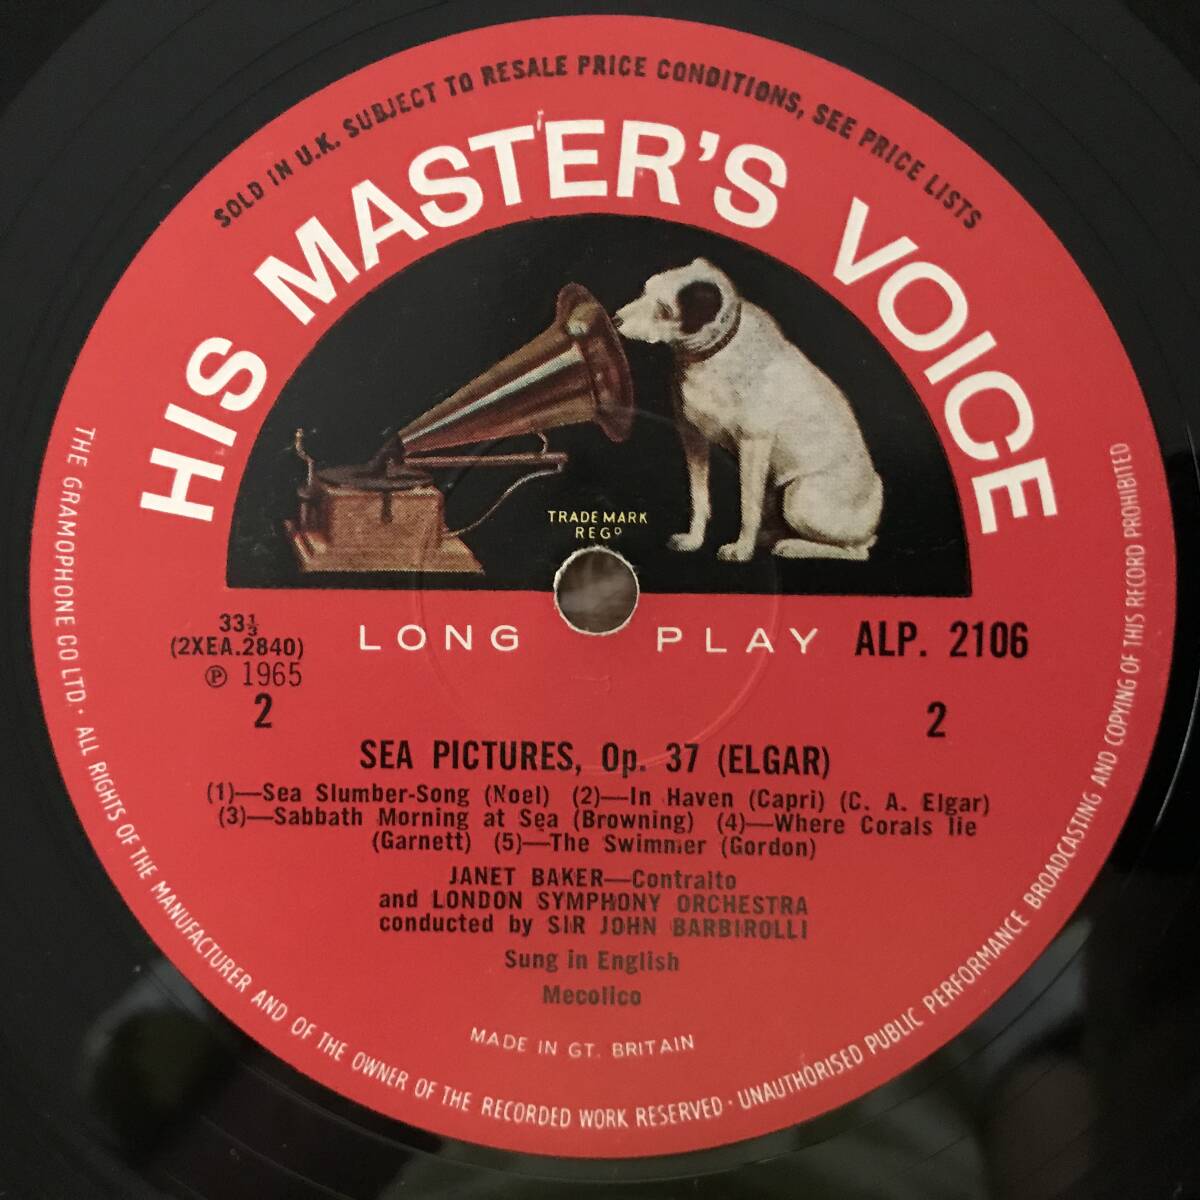 SOLD IN U.K. SUBJECT TO RESALE PRICE CONDITIONS, SEE PRICE LISTS
HIS MASTER'S VOICE
TRADE MARK
REGD
33⅓
(2XEA.2840)
℗ 1965
2
LONG PLAY
ALP. 2106
2
SEA PICTURES, Op. 37 (ELGAR)
(1)—Sea Slumber-Song (Noel) (2)—In Haven (Capri) (C. A. Elgar)
(3)—Sabbath Morning at Sea (Browning) (4)—Where Corals lie
(Garnett) (5)—The Swimmer (Gordon)
JANET BAKER—Contralto
and LONDON SYMPHONY ORCHESTRA
conducted by SIR JOHN BARBIROLLI
Sung in English
Mecolico
MADE IN GT. BRITAIN
THE GRAMOPHONE CO LTD. · ALL RIGHTS OF THE MANUFACTURER AND OF THE OWNER OF THE RECORDED WORK RESERVED · UNAUTHORISED PUBLIC PERFORMANCE BROADCASTING AND COPYING OF THIS RECORD PROHIBITED